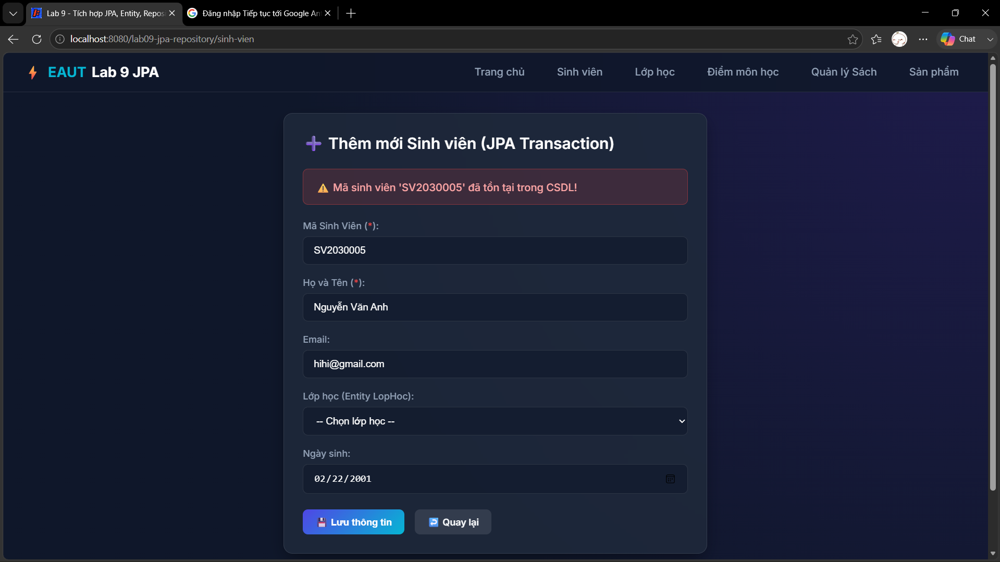 Lab 9 - Tích hợp JPA, Entity, Repos
Đăng nhập Tiếp tục tới Google An
localhost:8080/lab09-jpa-repository/sinh-vien
Chat
EAUT Lab 9 JPA
Trang chủ
Sinh viên
Lớp học
Điểm môn học
Quản lý Sách
Sản phẩm
Thêm mới Sinh viên (JPA Transaction)
Mã sinh viên 'SV2030005' đã tồn tại trong CSDL!
Mã Sinh Viên (*):
SV2030005
Họ và Tên (*):
Nguyễn Văn Anh
Email:
hihi@gmail.com
Lớp học (Entity LopHoc):
-- Chọn lớp học --
Ngày sinh:
02/22/2001
Lưu thông tin
Quay lại